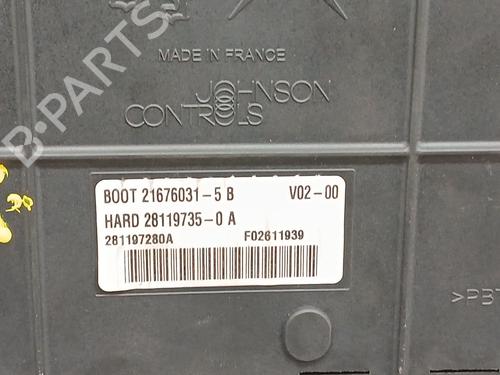 B-PARTS
MADE IN FRANCE
JOHNSON
CONTROLS
BOOT 21676031-5 B V02-00
HARD 28119735-0 A
281197280A F02611939
>PBT